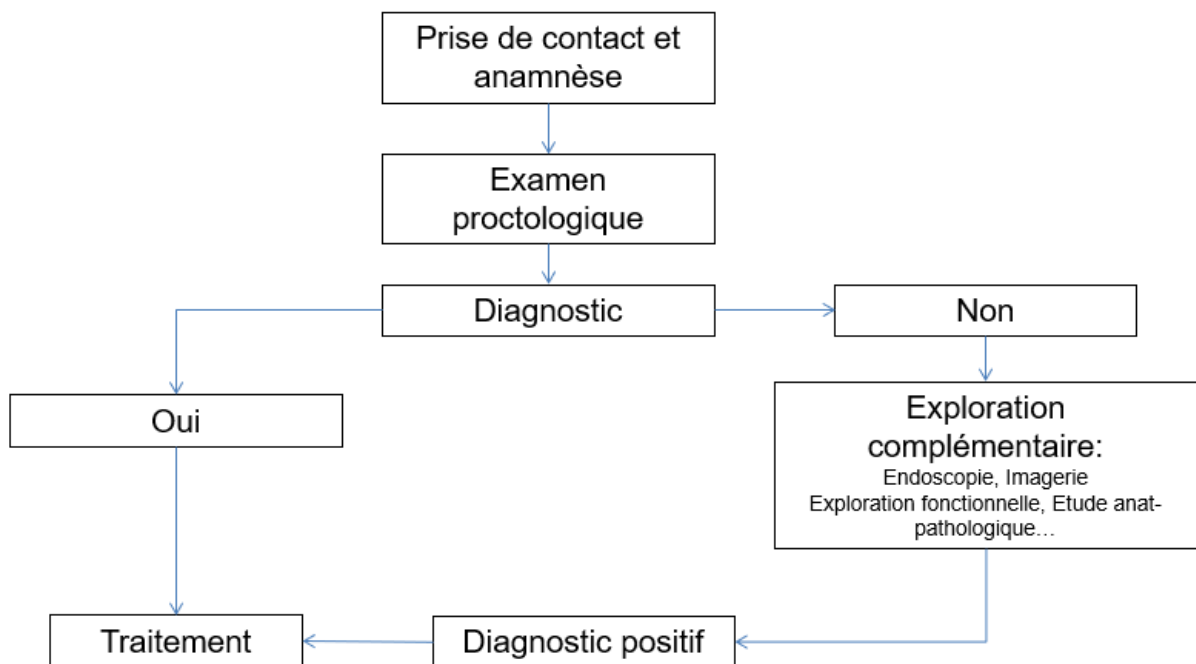 Prise de contact et
anamnèse
Examen
proctologique
Diagnostic
Non
Oui
Exploration
complémentaire:
Endoscopie, Imagerie
Exploration fonctionnelle, Etude anat-
pathologique…
Traitement
Diagnostic positif